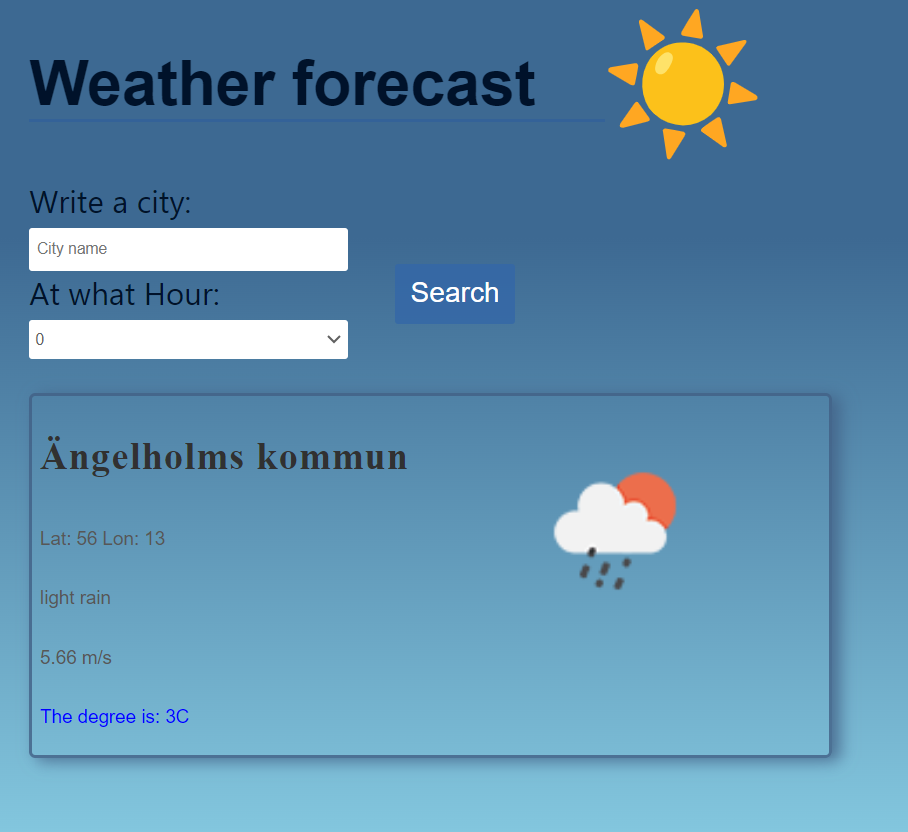 Weather forecast
Write a city:
City name
At what Hour:
0
Search
Ängelholms kommun
Lat: 56 Lon: 13
light rain
5.66 m/s
The degree is: 3C